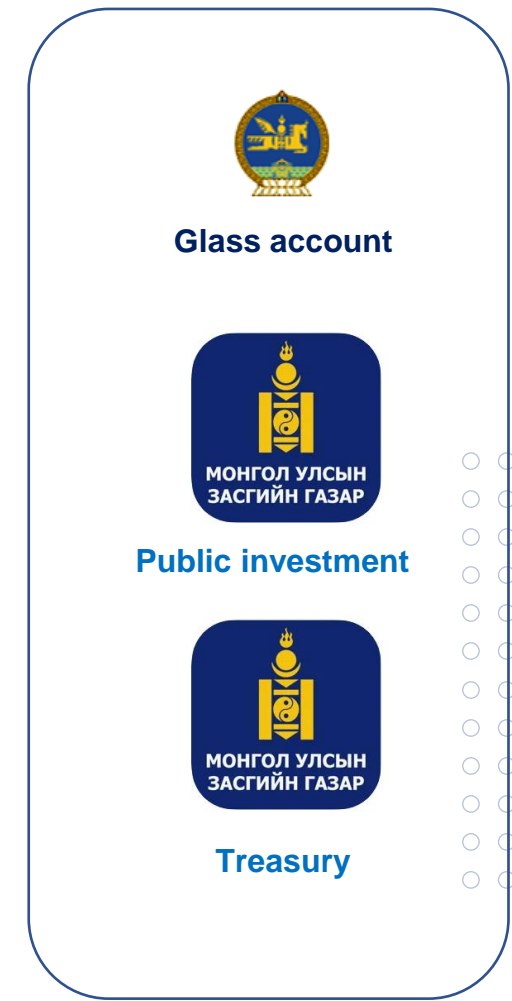 Glass account
МОНГОЛ УЛСЫН
ЗАСГИЙН ГАЗАР
Public investment
МОНГОЛ УЛСЫН
ЗАСГИЙН ГАЗАР
Treasury